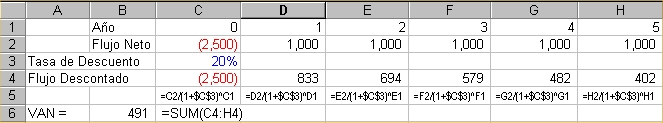 A B C D E F G H
1 Año 0 1 2 3 4 5
2 Flujo Neto (2,500) 1,000 1,000 1,000 1,000 1,000
3 Tasa de Descuento 20%
4 Flujo Descontado (2,500) 833 694 579 482 402
5 =C2/(1+$C$3)^C1 =D2/(1+$C$3)^D1 =E2/(1+$C$3)^E1 =F2/(1+$C$3)^F1 =G2/(1+$C$3)^G1 =H2/(1+$C$3)^H1
6 VAN = 491 =SUM(C4:H4)